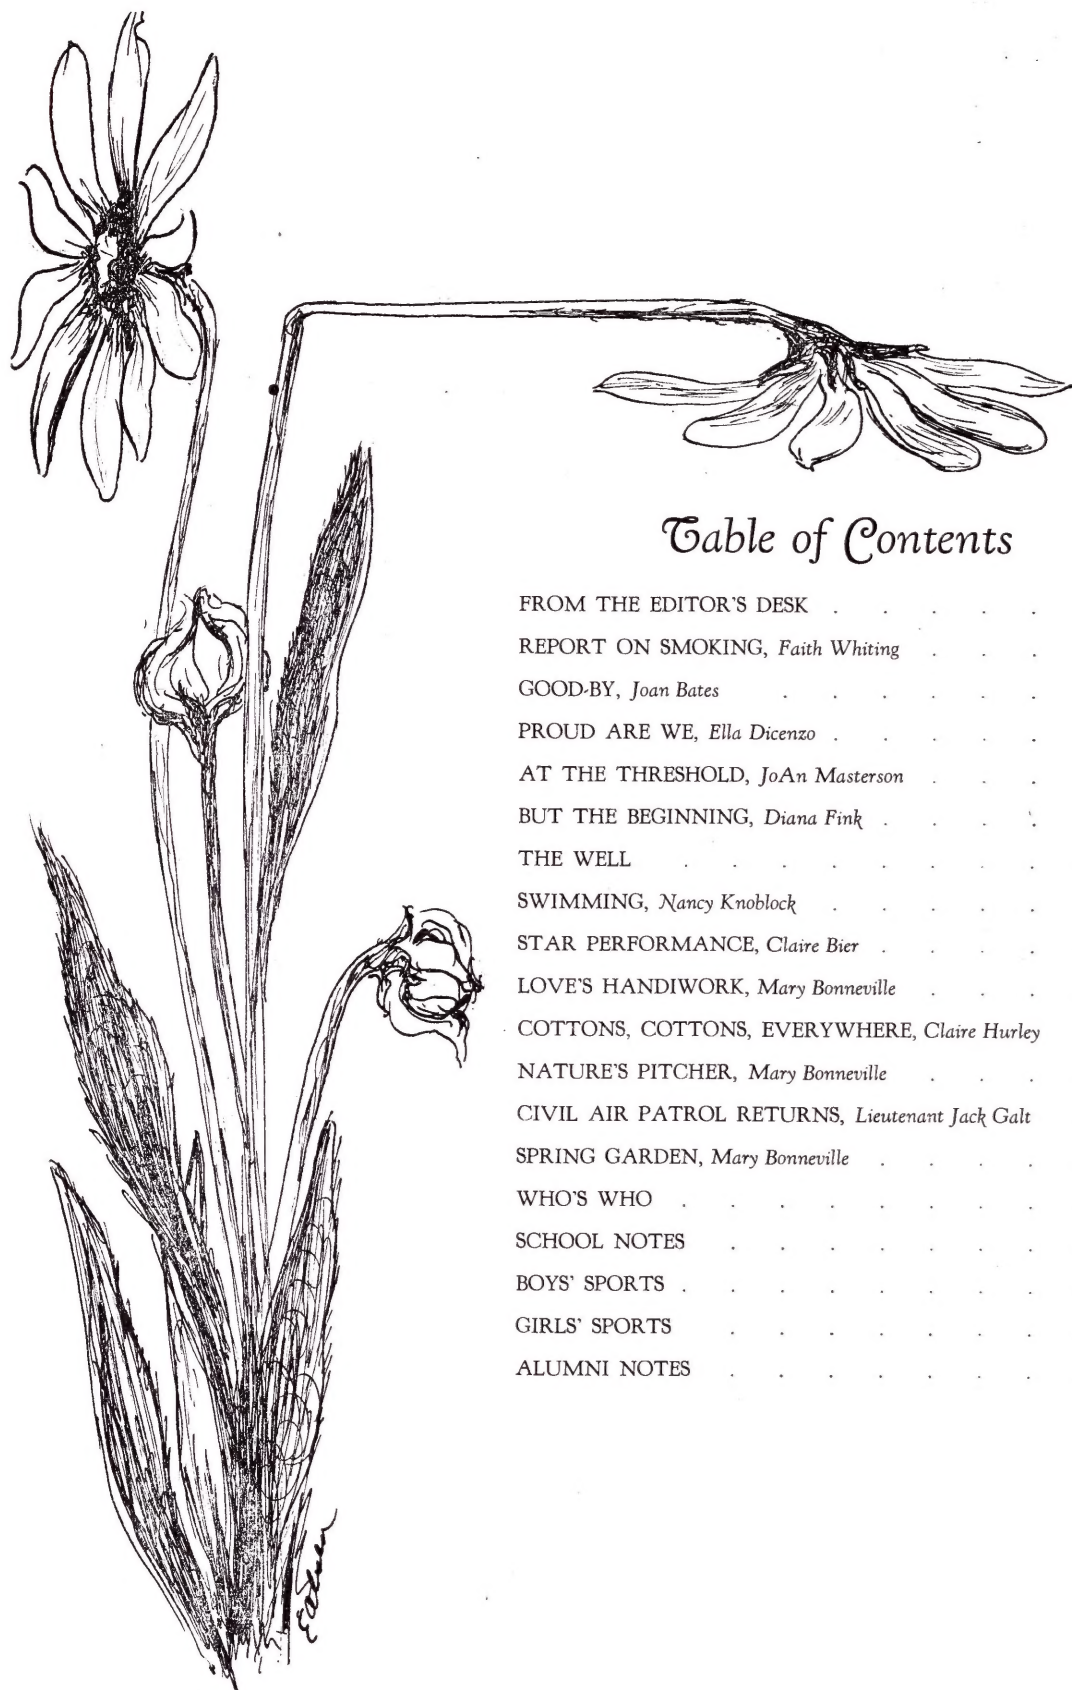 Table of Contents
FROM THE EDITOR'S DESK . . . . .
REPORT ON SMOKING, Faith Whiting . . .
GOOD-BY, Joan Bates . . . . . .
PROUD ARE WE, Ella Dicenzo . . . . .
AT THE THRESHOLD, JoAn Masterson . . .
BUT THE BEGINNING, Diana Fink . . . .
THE WELL . . . . . . . .
SWIMMING, Nancy Knoblock . . . . .
STAR PERFORMANCE, Claire Bier . . . .
LOVE'S HANDIWORK, Mary Bonneville . . .
COTTONS, COTTONS, EVERYWHERE, Claire Hurley
NATURE'S PITCHER, Mary Bonneville . . .
CIVIL AIR PATROL RETURNS, Lieutenant Jack Galt
SPRING GARDEN, Mary Bonneville . . . .
WHO'S WHO . . . . . . . .
SCHOOL NOTES . . . . . . .
BOYS' SPORTS . . . . . . . .
GIRLS' SPORTS . . . . . . .
ALUMNI NOTES . . . . . . .